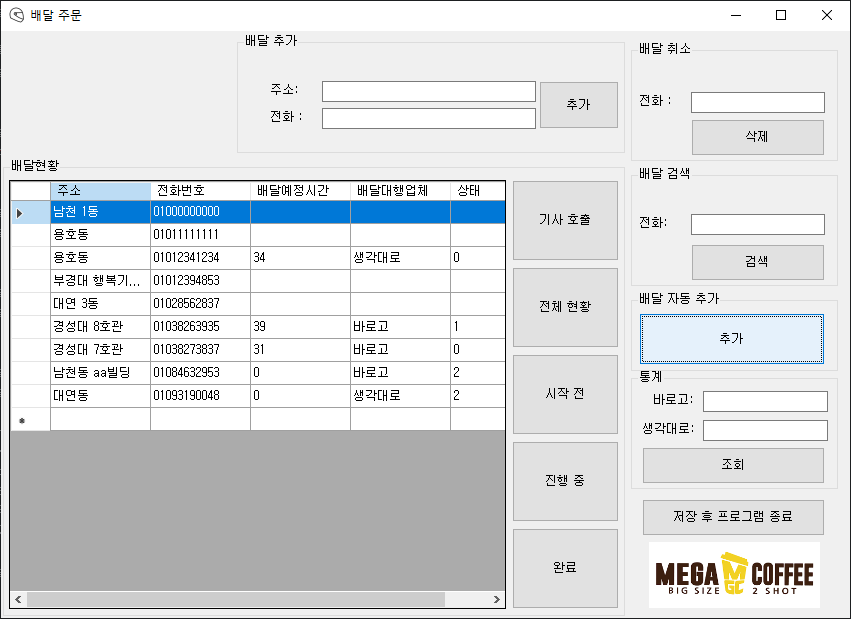 배달 주문
배달 추가
주소:
전화 :
추가
배달 취소
전화 :
삭제
배달현황
주소 전화번호 배달예정시간 배달대행업체 상태
남천 1동 01000000000
용호동 01011111111
용호동 01012341234 34 생각대로 0
부경대 행복기... 01012394853
대연 3동 01028562837
경성대 8호관 01038263935 39 바로고 1
경성대 7호관 01038273837 31 바로고 0
남천동 aa빌딩 01084632953 0 바로고 2
대연동 01093190048 0 생각대로 2
기사 호출
전체 현황
시작 전
진행 중
완료
배달 검색
전화:
검색
배달 자동 추가
추가
통계
바로고:
생각대로:
조회
저장 후 프로그램 종료
MEGA MGC COFFEE
BIG SIZE 2 SHOT